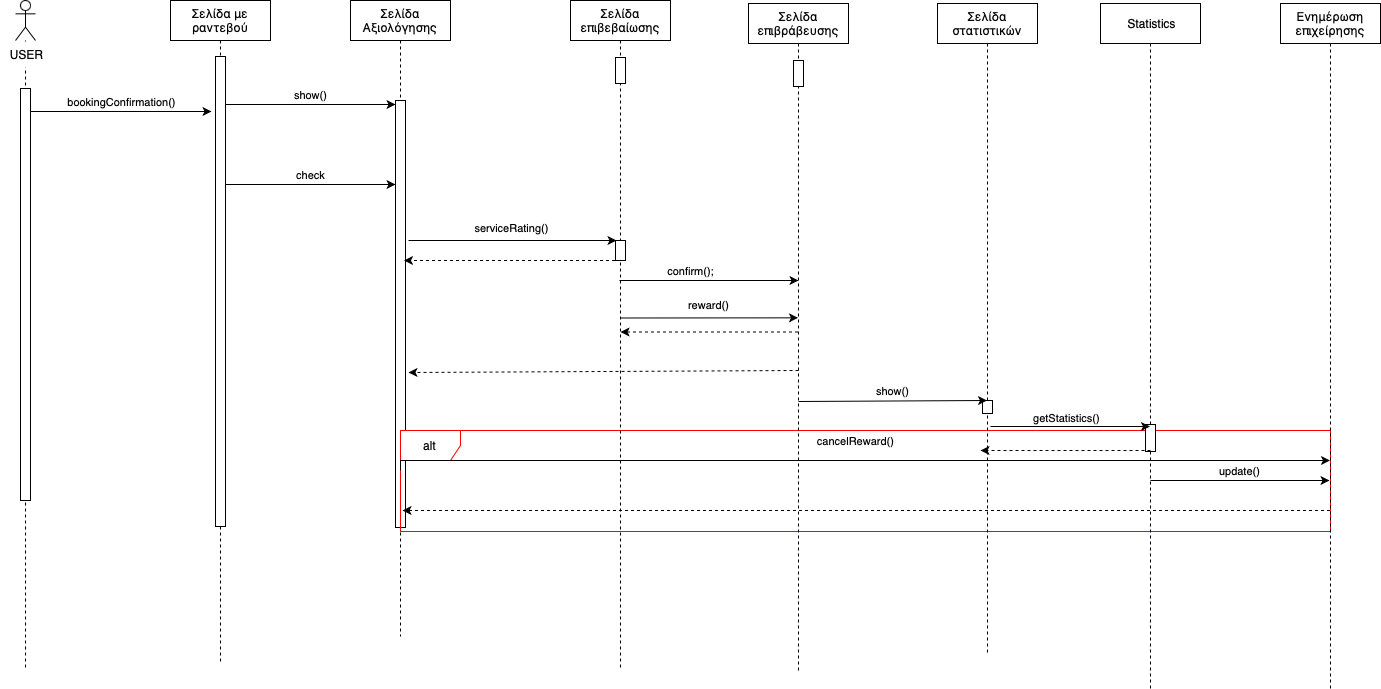 USER
Σελίδα με
ραντεβού
Σελίδα
Αξιολόγησης
Σελίδα
επιβεβαίωσης
Σελίδα
επιβράβευσης
Σελίδα
στατιστικών
Statistics
Ενημέρωση
επιχείρησης
bookingConfirmation()
show()
check
serviceRating()
confirm();
reward()
show()
getStatistics()
alt
cancelReward()
update()